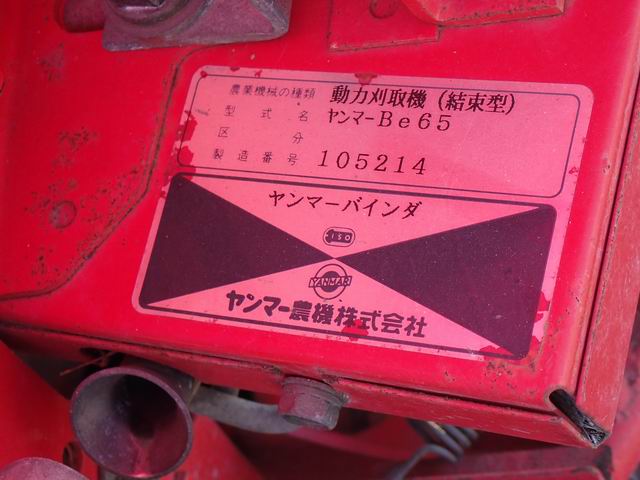 農業機械の種類 動力刈取機(結束型)
型式名 ヤンマーBe65
区分
製造番号 105214
ヤンマーバインダ
ISO
YANMAR
ヤンマー農機株式会社